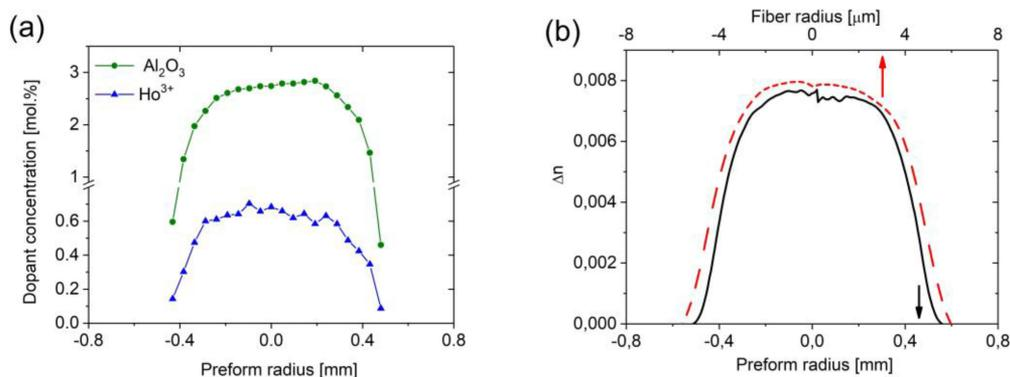 (a)
Al2O3
Ho3+
Dopant concentration [mol.%]
3
2
1
0.6
0.4
0.2
0.0
-0.8 -0.4 0.0 0.4 0.8
Preform radius [mm]
(b)
Fiber radius [µm]
-8 -4 0 4 8
Δn
0,008
0,006
0,004
0,002
0,000
-0,8 -0,4 0,0 0,4 0,8
Preform radius [mm]